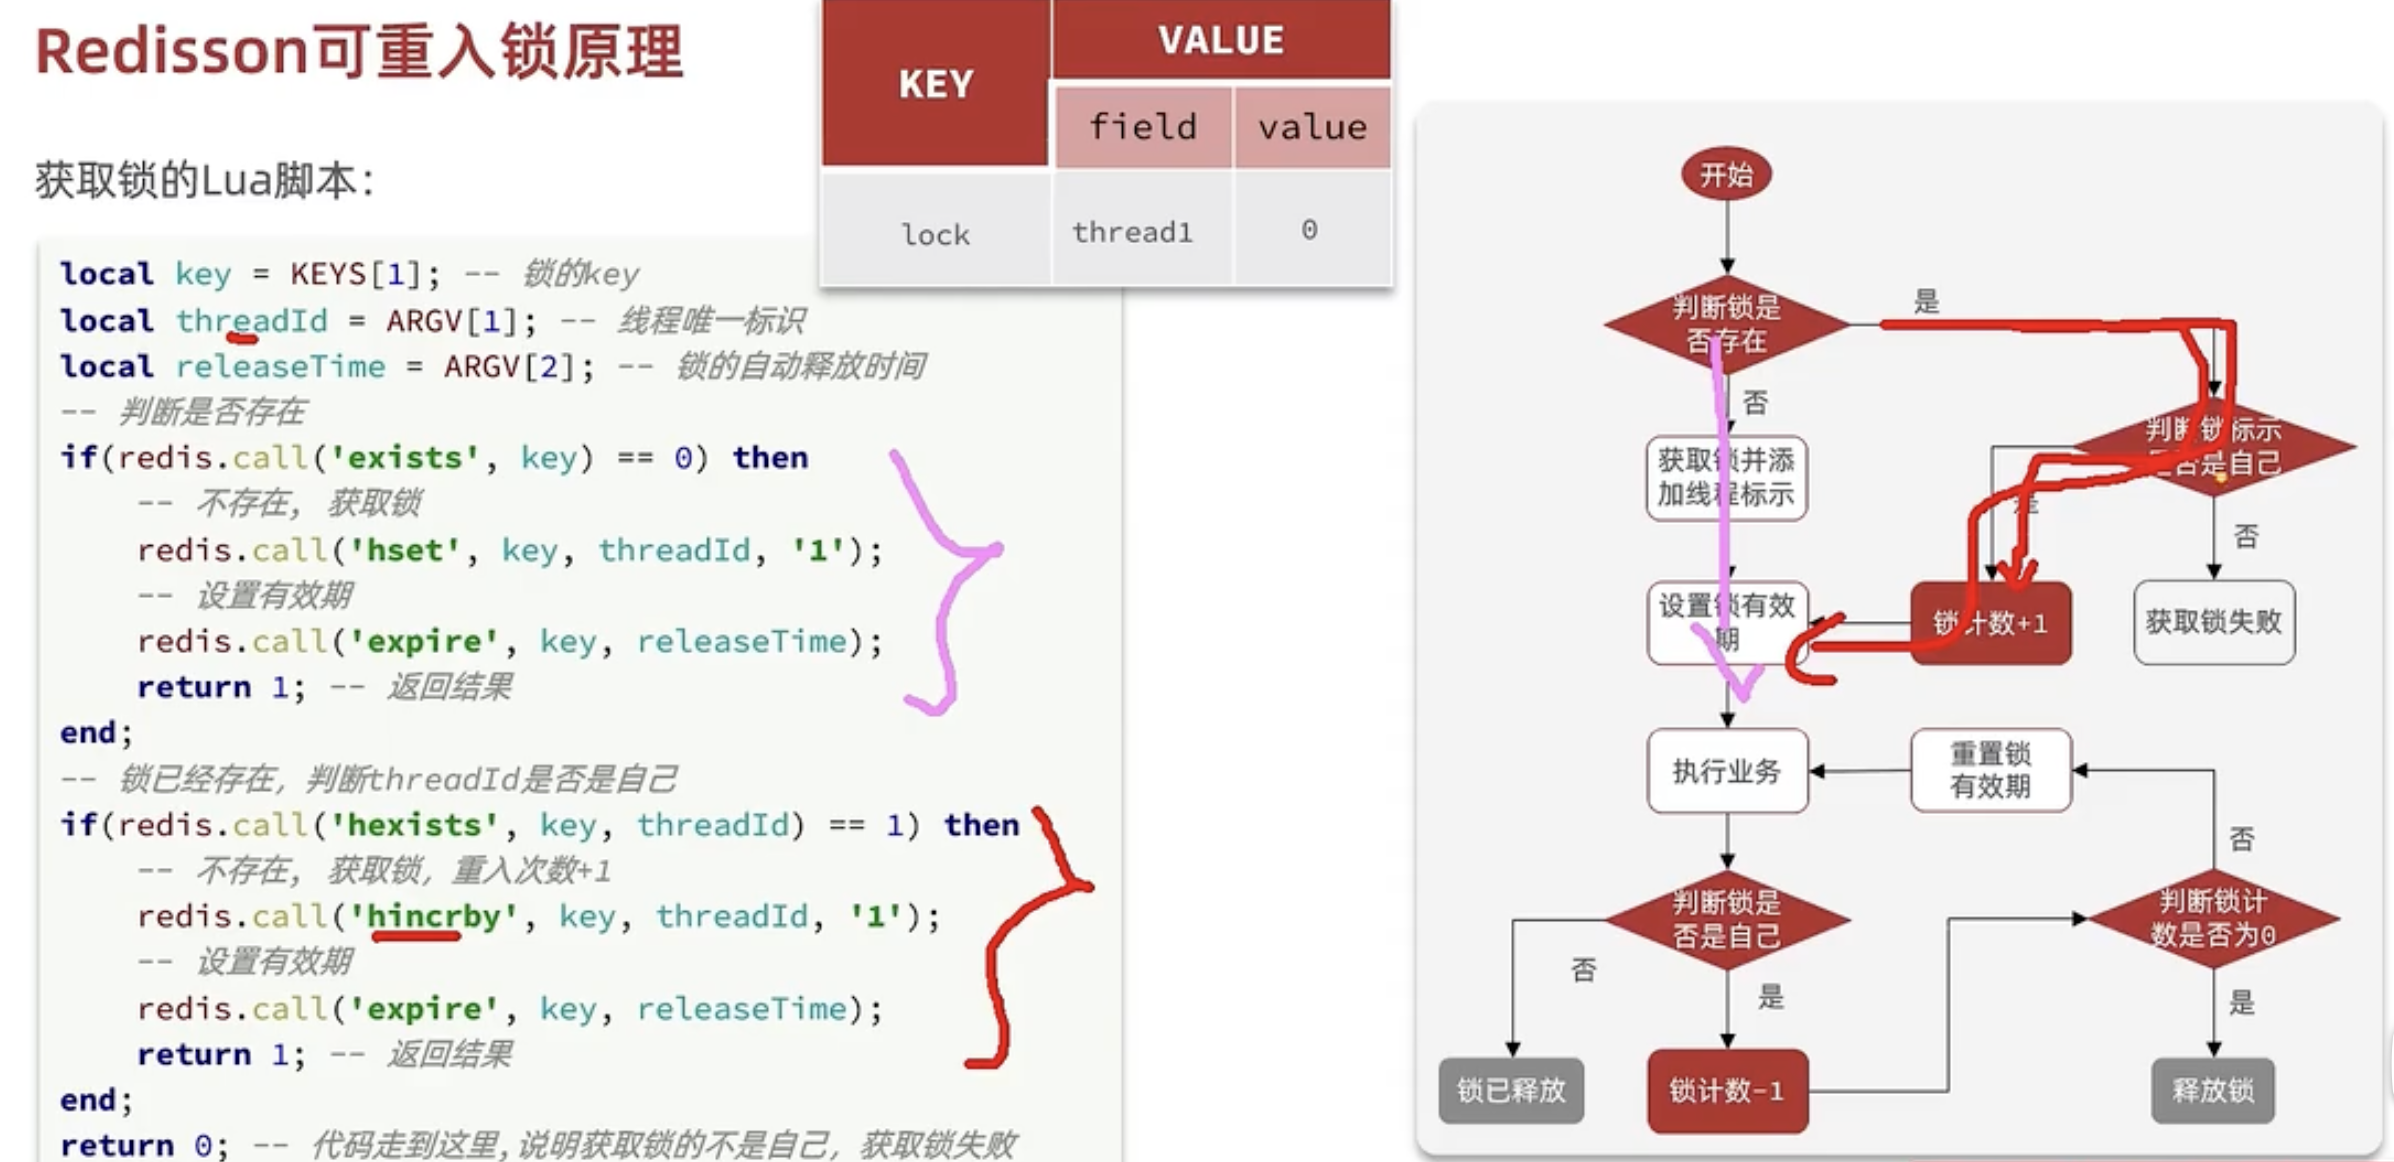 Redisson可重入锁原理
KEY
VALUE
field
value
lock
thread1
0
获取锁的Lua脚本：
local key = KEYS[1]; -- 锁的key
local threadId = ARGV[1]; -- 线程唯一标识
local releaseTime = ARGV[2]; -- 锁的自动释放时间
-- 判断是否存在
if(redis.call('exists', key) == 0) then
-- 不存在, 获取锁
redis.call('hset', key, threadId, '1');
-- 设置有效期
redis.call('expire', key, releaseTime);
return 1; -- 返回结果
end;
-- 锁已经存在，判断threadId是否是自己
if(redis.call('hexists', key, threadId) == 1) then
-- 不存在, 获取锁，重入次数+1
redis.call('hincrby', key, threadId, '1');
-- 设置有效期
redis.call('expire', key, releaseTime);
return 1; -- 返回结果
end;
return 0; -- 代码走到这里,说明获取锁的不是自己，获取锁失败
开始
判断锁是
否存在
是
否
判断锁标示
是否是自己
获取锁并添
加线程标示
是
否
设置锁有效
期
锁计数+1
获取锁失败
执行业务
重置锁
有效期
否
判断锁是
否是自己
判断锁计
数是否为0
否
是
是
锁已释放
锁计数-1
释放锁